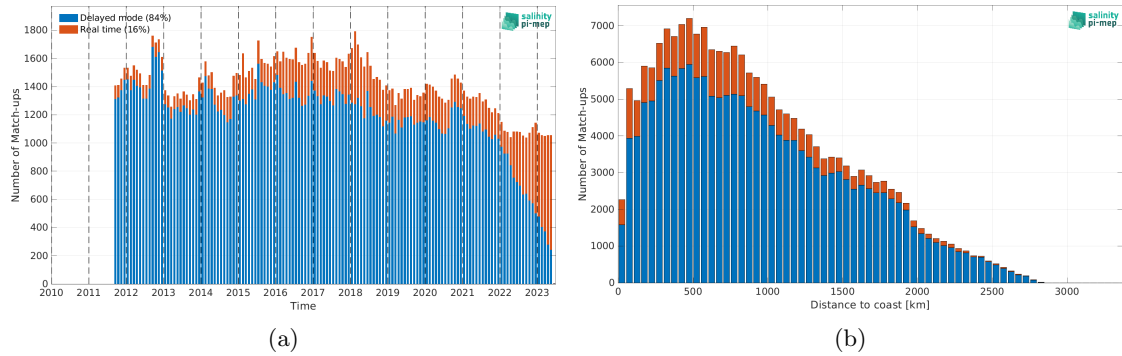 Delayed mode (84%)
Real time (16%)
salinity
pi-mep
Number of Match-ups
1800
1600
1400
1200
1000
800
600
400
200
0
2010 2011 2012 2013 2014 2015 2016 2017 2018 2019 2020 2021 2022 2023
Time
(a)
salinity
pi-mep
Number of Match-ups
7000
6000
5000
4000
3000
2000
1000
0
0 500 1000 1500 2000 2500 3000
Distance to coast [km]
(b)